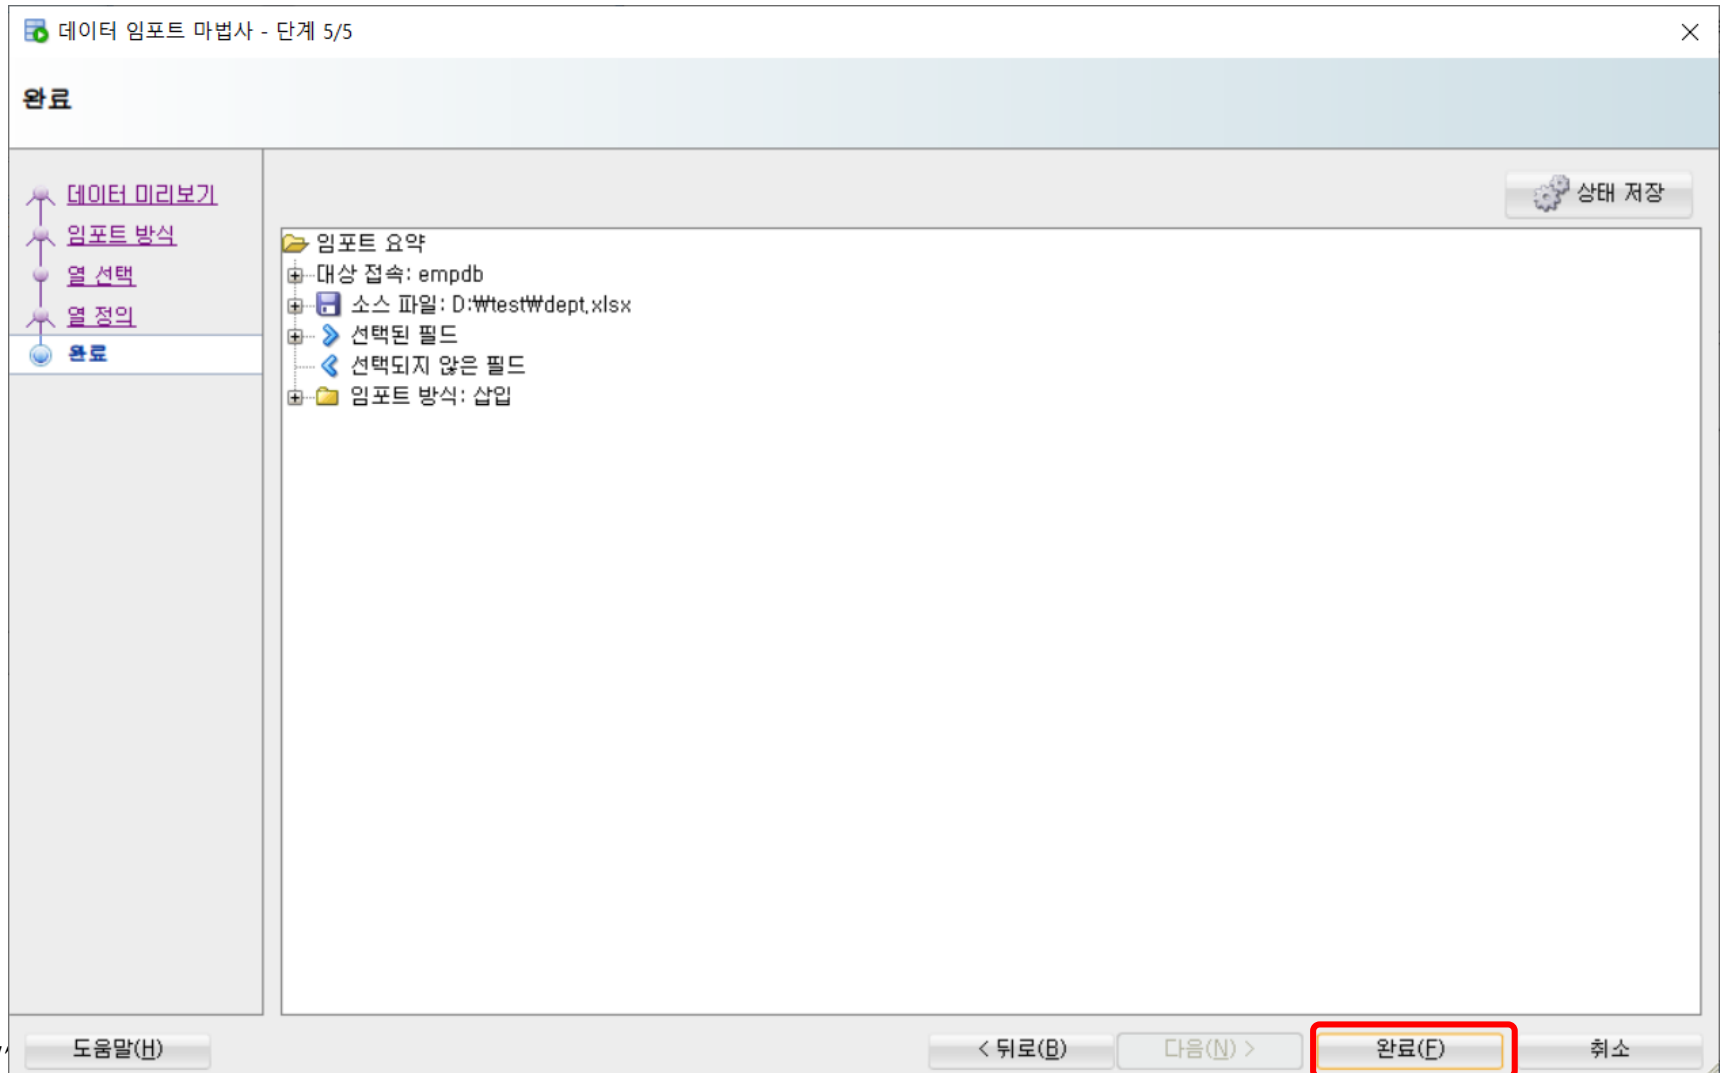 데이터 임포트 마법사 - 단계 5/5
완료
데이터 미리보기
임포트 방식
열 선택
열 정의
완료
상태 저장
임포트 요약
대상 접속: empdb
소스 파일: D:₩test₩dept.xlsx
선택된 필드
선택되지 않은 필드
임포트 방식: 삽입
도움말(H)
< 뒤로(B)
다음(N) >
완료(F)
취소